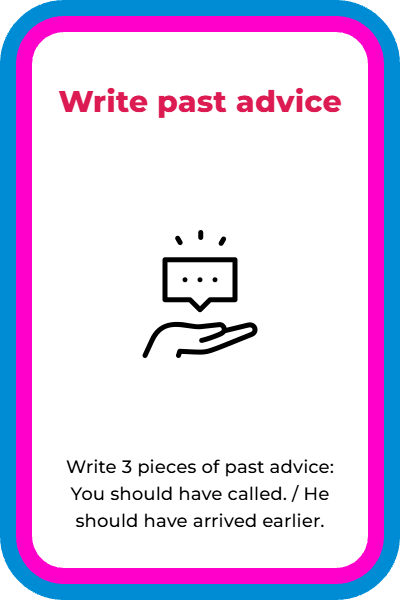 Write past advice
Write 3 pieces of past advice:
You should have called. / He
should have arrived earlier.